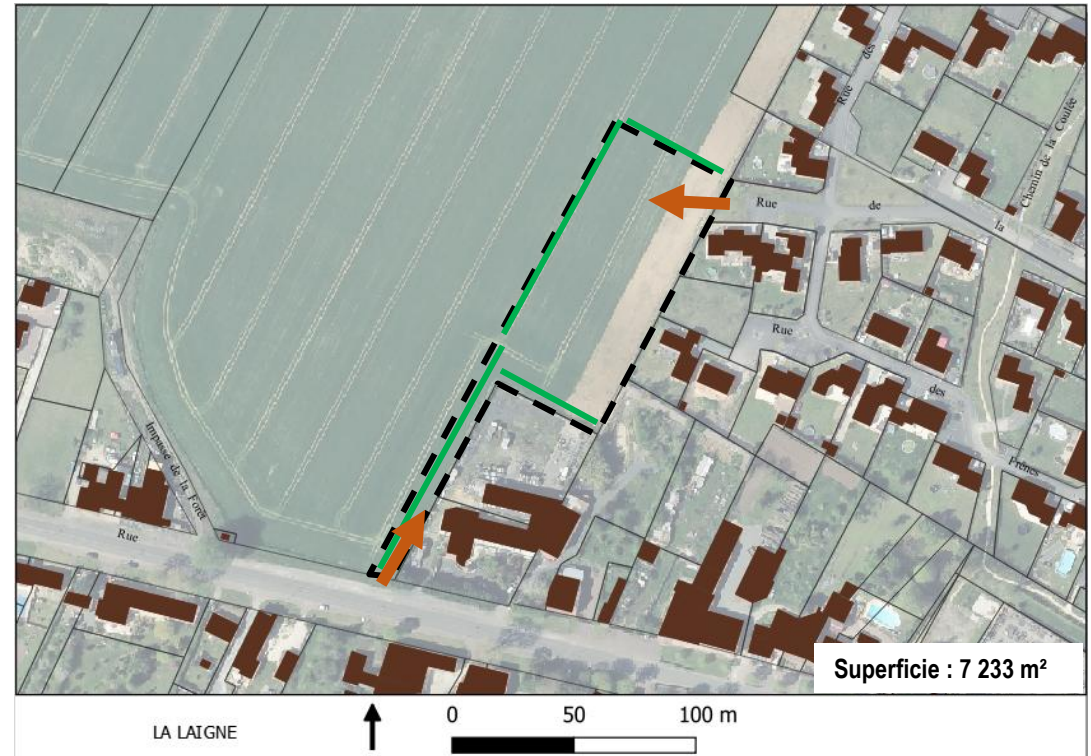 Rue
des
Chemin de la Coulée
Rue
de
la
Rue
des
Frênes
Impasse de la Forêt
Rue
Superficie : 7 233 m²
LA LAIGNE
0
50
100 m